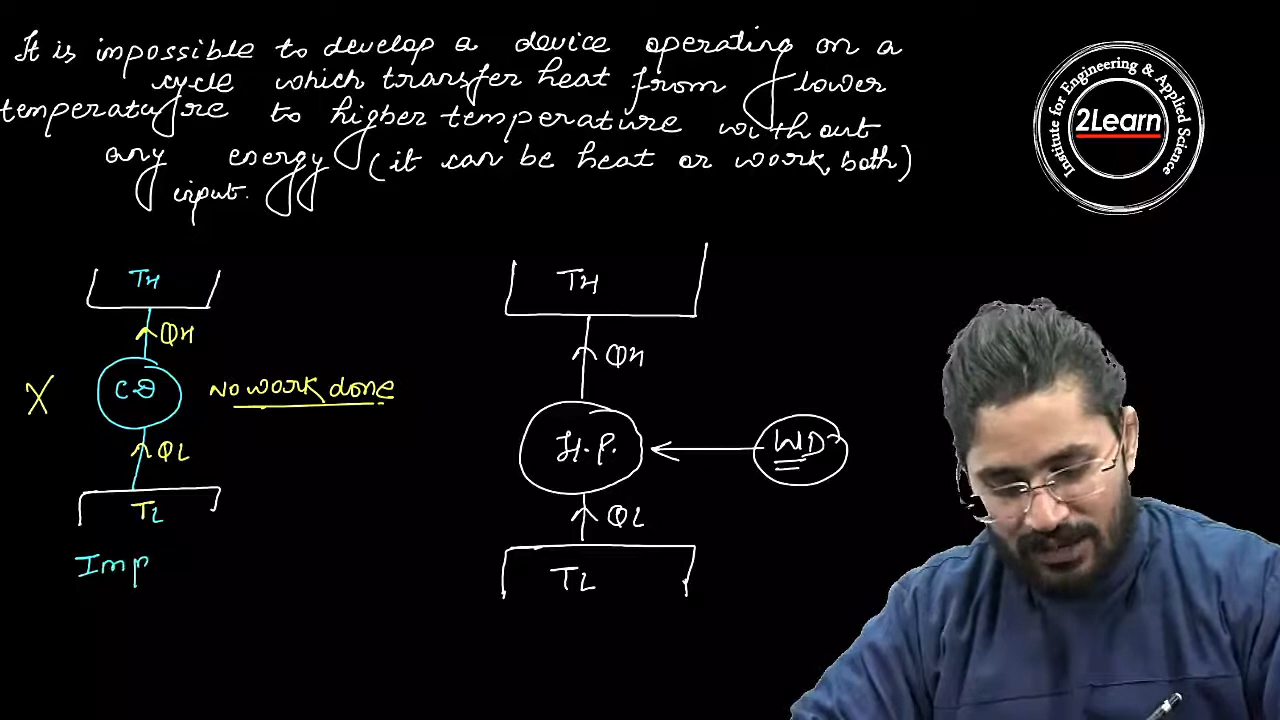 It is impossible to develop a device operating on a
cycle which transfer heat from lower
temperature to higher temperature without
any energy (it can be heat or work, both)
input.
Institute for Engineering & Applied Science
2Learn
TH
QH
X
C.D
No work done
QL
TL
Imp
TH
QH
H.P.
WD
QL
TL